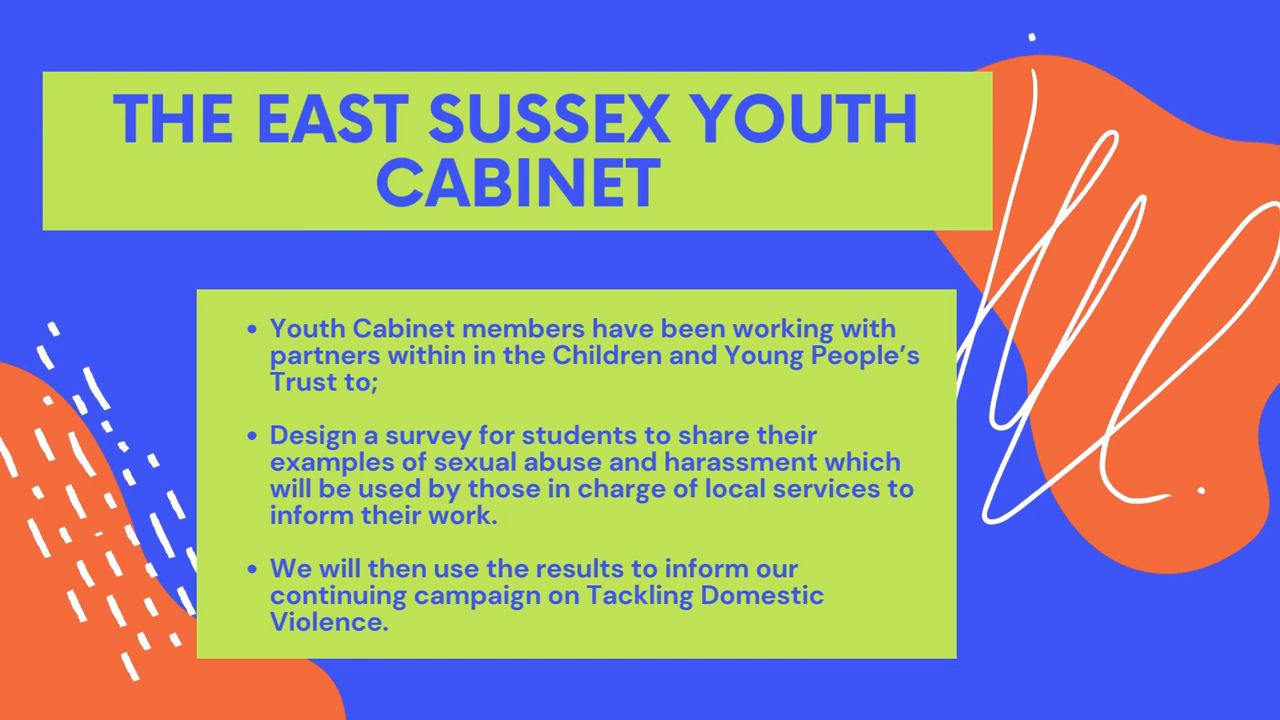 THE EAST SUSSEX YOUTH
CABINET
• Youth Cabinet members have been working with
partners within in the Children and Young People’s
Trust to;
• Design a survey for students to share their
examples of sexual abuse and harassment which
will be used by those in charge of local services to
inform their work.
• We will then use the results to inform our
continuing campaign on Tackling Domestic
Violence.